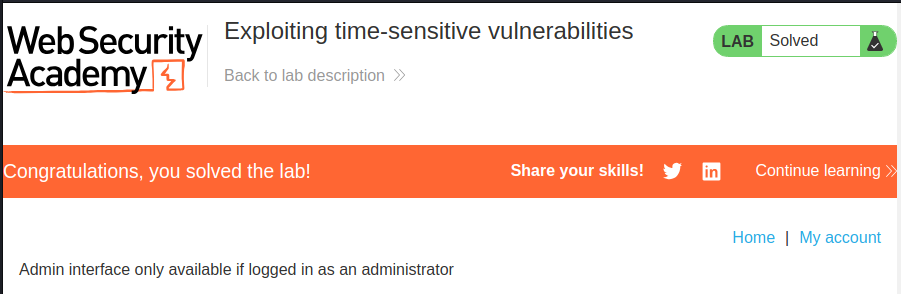 Web Security
Academy
Exploiting time-sensitive vulnerabilities
Back to lab description
LAB Solved
Congratulations, you solved the lab!
Share your skills!
Continue learning
Home | My account
Admin interface only available if logged in as an administrator